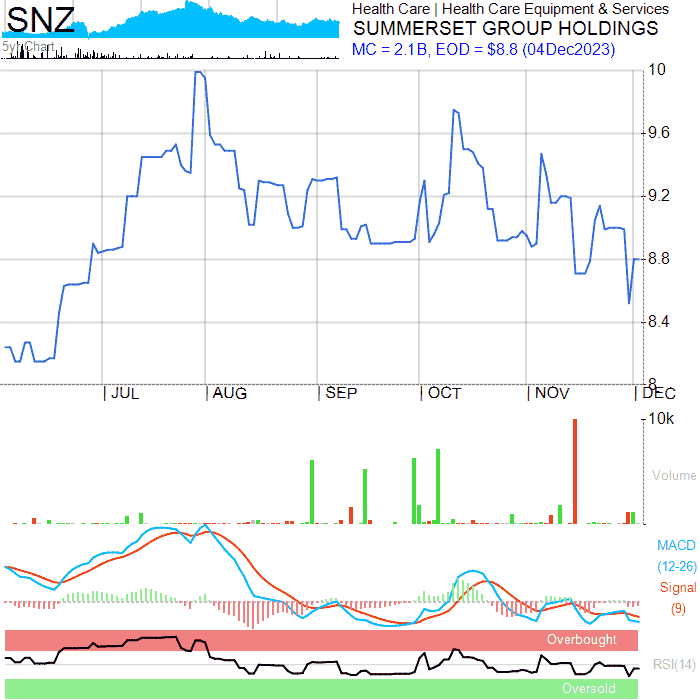 SNZ
5yr Chart
Health Care | Health Care Equipment & Services
SUMMERSET GROUP HOLDINGS
MC = 2.1B, EOD = $8.8 (04Dec2023)
10
9.6
9.2
8.8
8.4
8
JUL
AUG
SEP
OCT
NOV
DEC
10k
Volume
MACD
(12-26)
Signal
(9)
Overbought
RSI(14)
Oversold